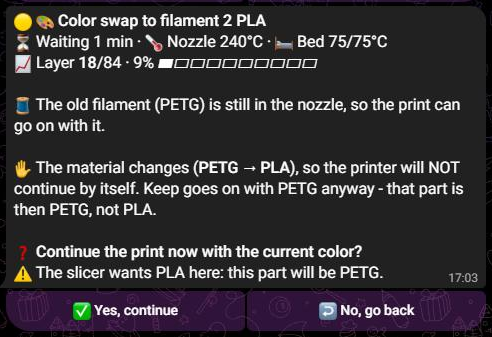 🟡 🎨 Color swap to filament 2 PLA
⏳ Waiting 1 min · 🌡️ Nozzle 240°C · 🛏️ Bed 75/75°C
📈 Layer 18/84 · 9% ▰▱▱▱▱▱▱▱▱▱
🧵 The old filament (PETG) is still in the nozzle, so the print can
go on with it.
✋ The material changes (PETG → PLA), so the printer will NOT
continue by itself. Keep goes on with PETG anyway - that part is
then PETG, not PLA.
❓ Continue the print now with the current color?
⚠️ The slicer wants PLA here: this part will be PETG.
17:03
✅ Yes, continue
↩️ No, go back